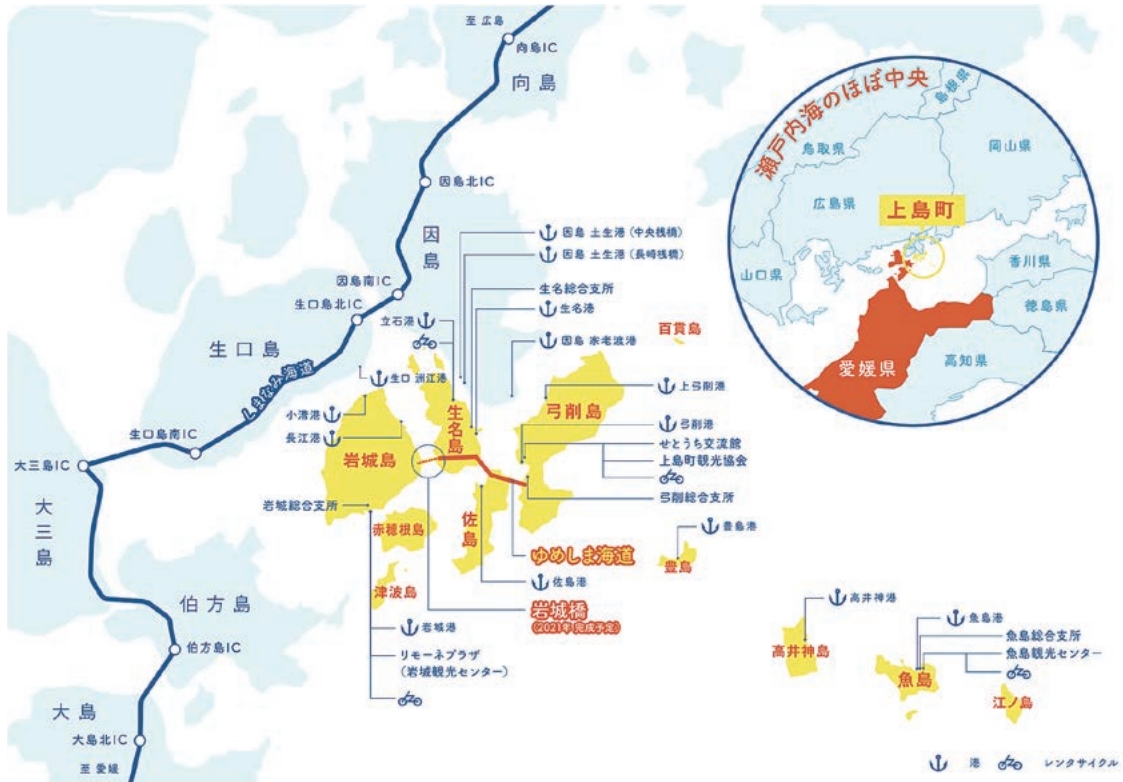 至 広島
向島IC
向島
因島北IC
因島
因島南IC
生口島北IC
生口島
しまなみ海道
生口島南IC
大三島IC
大三島
伯方島
伯方島IC
大島
大島北IC
至 愛媛
因島 土生港(中央桟橋)
因島 土生港(長崎桟橋)
生名総合支所
生名港
立石港
因島 家老渡港
生口 洲江港
小漕港
長江港
岩城島
生名島
弓削島
百貫島
上弓削港
弓削港
せとうち交流館
上島町観光協会
弓削総合支所
岩城総合支所
赤穂根島
佐島
津波島
ゆめしま海道
佐島港
岩城橋
(2021年 完成予定)
岩城港
リモーネプラザ
(岩城観光センター)
豊島港
豊島
高井神港
高井神島
魚島港
魚島総合支所
魚島観光センター
魚島
江ノ島
瀬戸内海のほぼ中央
島根県
鳥取県
岡山県
広島県
上島町
山口県
香川県
徳島県
愛媛県
高知県
港
レンタサイクル